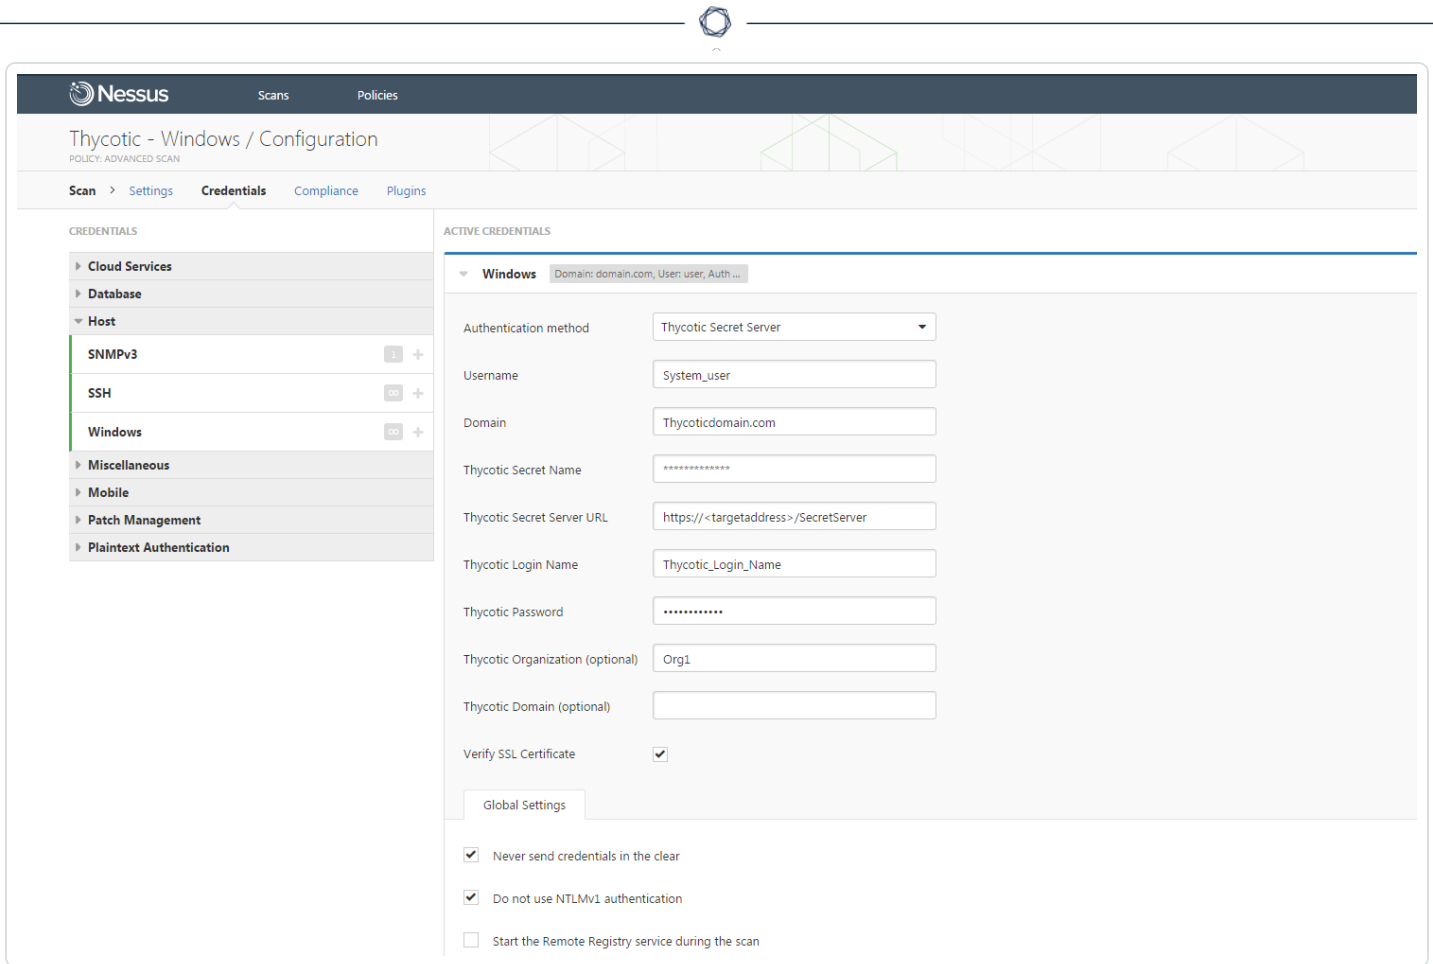 Nessus
Scans
Policies
Thycotic - Windows / Configuration
POLICY: ADVANCED SCAN
Scan > Settings Credentials Compliance Plugins
CREDENTIALS
Cloud Services
Database
Host
SNMPv3 1 +
SSH ∞ +
Windows ∞ +
Miscellaneous
Mobile
Patch Management
Plaintext Authentication
ACTIVE CREDENTIALS
Windows Domain: domain.com, User: user, Auth ...
Authentication method Thycotic Secret Server
Username System_user
Domain Thycoticdomain.com
Thycotic Secret Name *************
Thycotic Secret Server URL https://<targetaddress>/SecretServer
Thycotic Login Name Thycotic_Login_Name
Thycotic Password ••••••••••••
Thycotic Organization (optional) Org1
Thycotic Domain (optional)
Verify SSL Certificate
Global Settings
Never send credentials in the clear
Do not use NTLMv1 authentication
Start the Remote Registry service during the scan